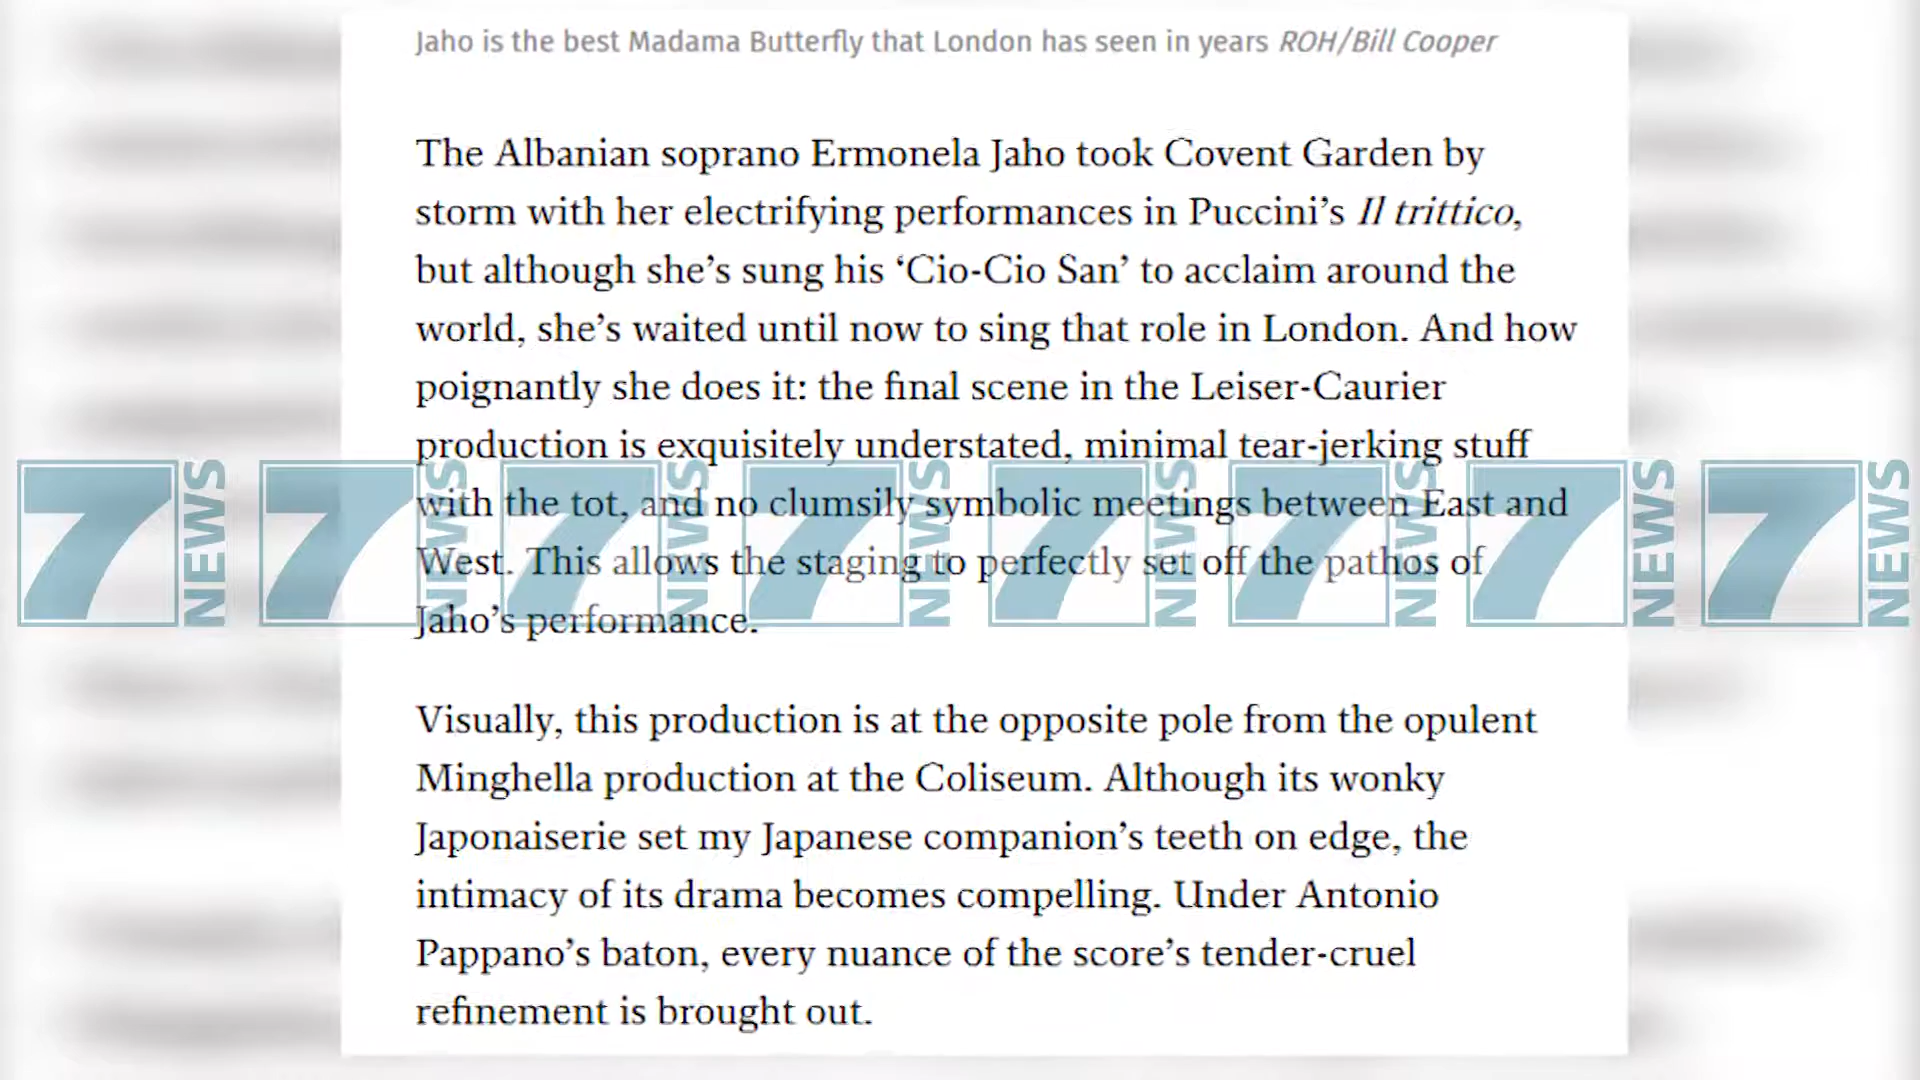 Jaho is the best Madama Butterfly that London has seen in years ROH/Bill Cooper
The Albanian soprano Ermonela Jaho took Covent Garden by
storm with her electrifying performances in Puccini’s Il trittico,
but although she’s sung his ‘Cio-Cio San’ to acclaim around the
world, she’s waited until now to sing that role in London. And how
poignantly she does it: the final scene in the Leiser-Caurier
production is exquisitely understated, minimal tear-jerking stuff
with the tot, and no clumsily symbolic meetings between East and
West. This allows the staging to perfectly set off the pathos of
Jaho’s performance.
7 NEWS 7 NEWS 7 NEWS 7 NEWS 7 NEWS 7 NEWS 7 NEWS 7 NEWS
Visually, this production is at the opposite pole from the opulent
Minghella production at the Coliseum. Although its wonky
Japonaiserie set my Japanese companion’s teeth on edge, the
intimacy of its drama becomes compelling. Under Antonio
Pappano’s baton, every nuance of the score’s tender-cruel
refinement is brought out.